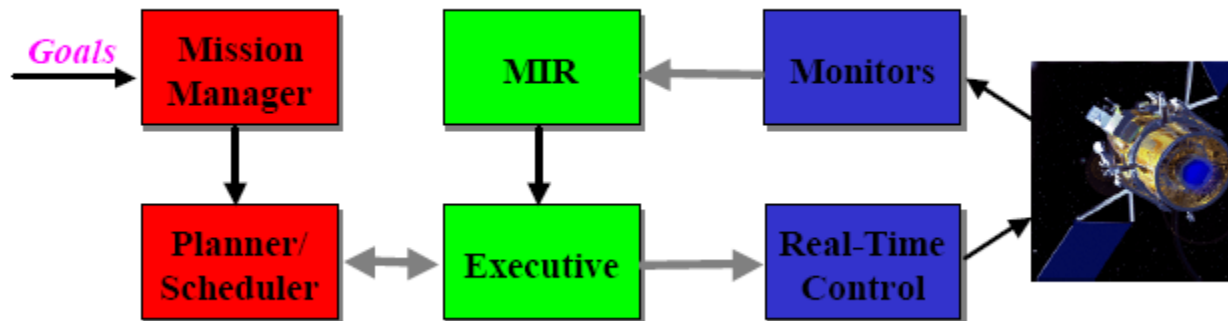 Goals
Mission
Manager
MIR
Monitors
Planner/
Scheduler
Executive
Real-Time
Control